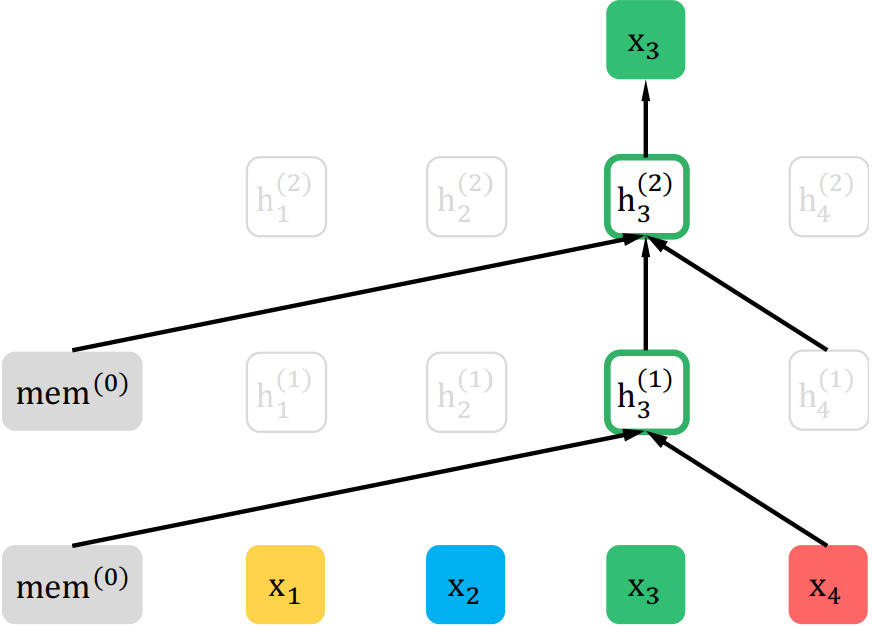 x₃
h₁⁽²⁾ h₂⁽²⁾ h₃⁽²⁾ h₄⁽²⁾
mem⁽⁰⁾ h₁⁽¹⁾ h₂⁽¹⁾ h₃⁽¹⁾ h₄⁽¹⁾
mem⁽⁰⁾ x₁ x₂ x₃ x₄